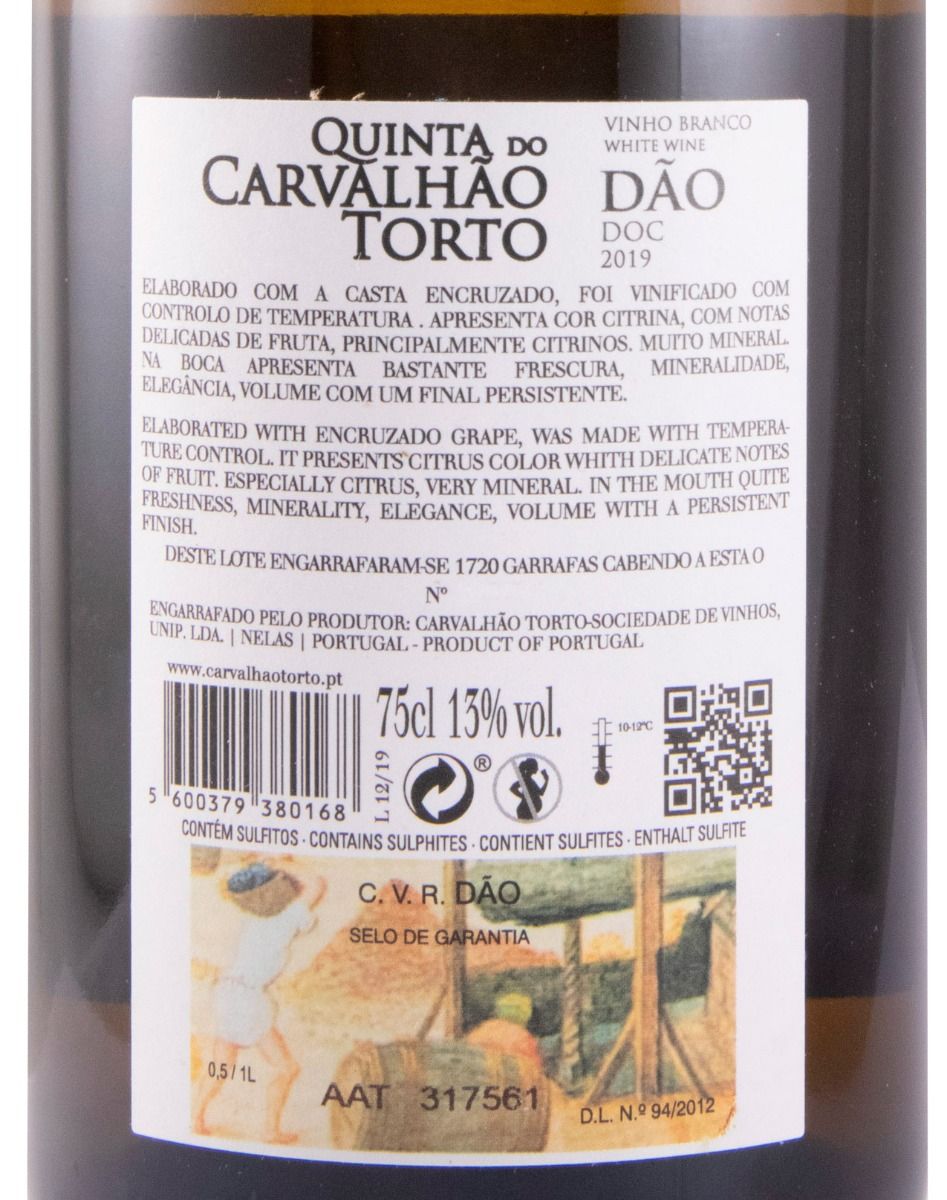 QUINTA DO
CARVALHÃO
TORTO
VINHO BRANCO
WHITE WINE
DÃO
DOC
2019
ELABORADO COM A CASTA ENCRUZADO, FOI VINIFICADO COM
CONTROLO DE TEMPERATURA . APRESENTA COR CITRINA, COM NOTAS
DELICADAS DE FRUTA, PRINCIPALMENTE CITRINOS. MUITO MINERAL.
NA BOCA APRESENTA BASTANTE FRESCURA, MINERALIDADE,
ELEGÂNCIA, VOLUME COM UM FINAL PERSISTENTE.
ELABORATED WITH ENCRUZADO GRAPE, WAS MADE WITH TEMPERA-
TURE CONTROL. IT PRESENTS CITRUS COLOR WHITH DELICATE NOTES
OF FRUIT. ESPECIALLY CITRUS, VERY MINERAL. IN THE MOUTH QUITE
FRESHNESS, MINERALITY, ELEGANCE, VOLUME WITH A PERSISTENT
FINISH.
DESTE LOTE ENGARRAFARAM-SE 1720 GARRAFAS CABENDO A ESTA O
Nº
ENGARRAFADO PELO PRODUTOR: CARVALHÃO TORTO-SOCIEDADE DE VINHOS,
UNIP. LDA. | NELAS | PORTUGAL - PRODUCT OF PORTUGAL
www.carvalhaotorto.pt
5 600379 380168
L 12/19
75cl 13% vol.
®
10-12ºC
CONTÉM SULFITOS · CONTAINS SULPHITES · CONTIENT SULFITES · ENTHALT SULFITE
C. V. R. DÃO
SELO DE GARANTIA
0,5 / 1L
AAT 317561
D.L. N.º 94/2012